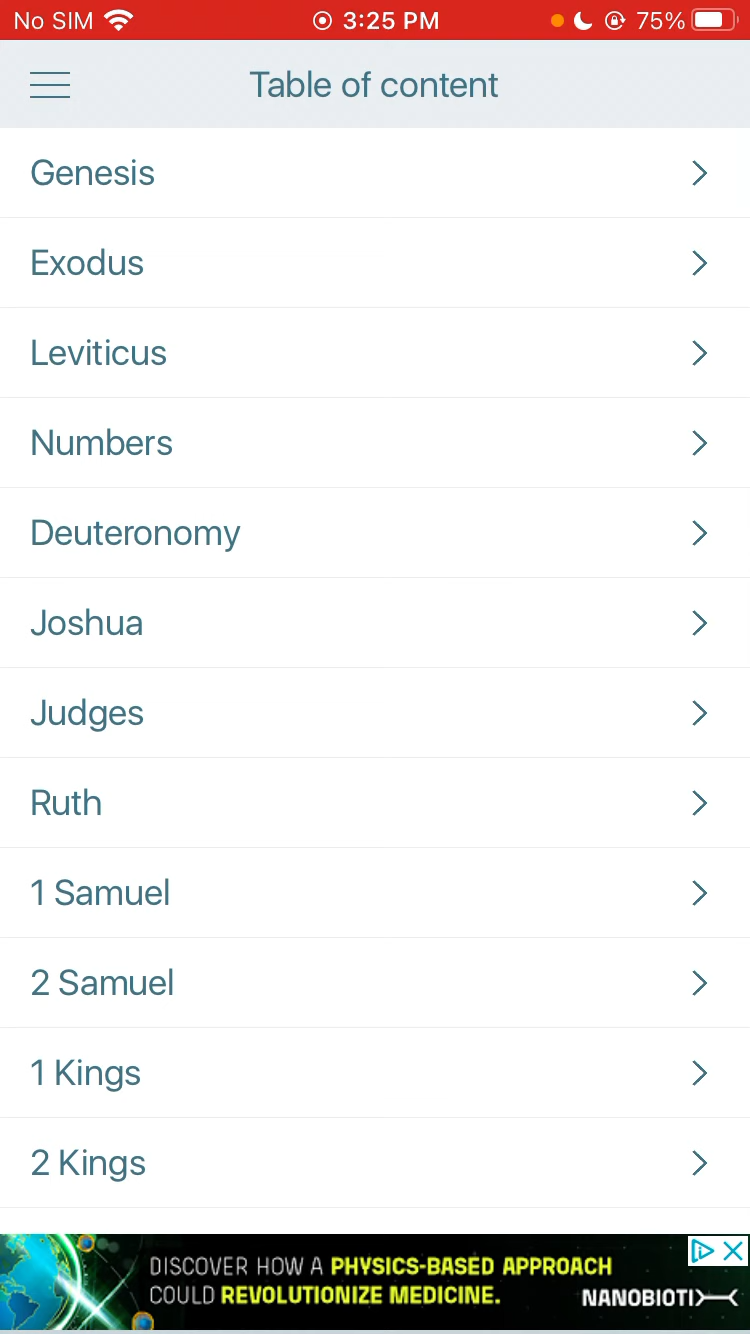 No SIM 3:25 PM 75%
Table of content
Genesis
Exodus
Leviticus
Numbers
Deuteronomy
Joshua
Judges
Ruth
1 Samuel
2 Samuel
1 Kings
2 Kings
DISCOVER HOW A PHYSICS-BASED APPROACH
COULD REVOLUTIONIZE MEDICINE.
NANOBIOTIX